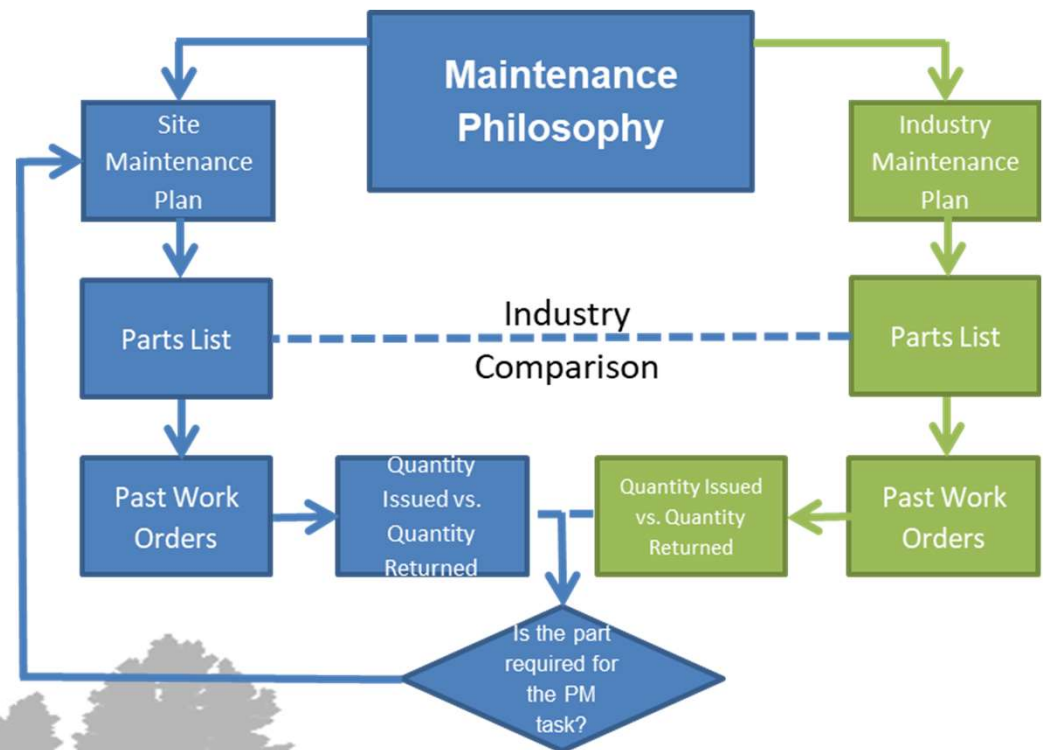 Maintenance
Philosophy
Site
Maintenance
Plan
Industry
Maintenance
Plan
Parts List
Industry
Comparison
Parts List
Past Work
Orders
Quantity
Issued vs.
Quantity
Returned
Quantity Issued
vs. Quantity
Returned
Past Work
Orders
Is the part
required for
the PM
task?